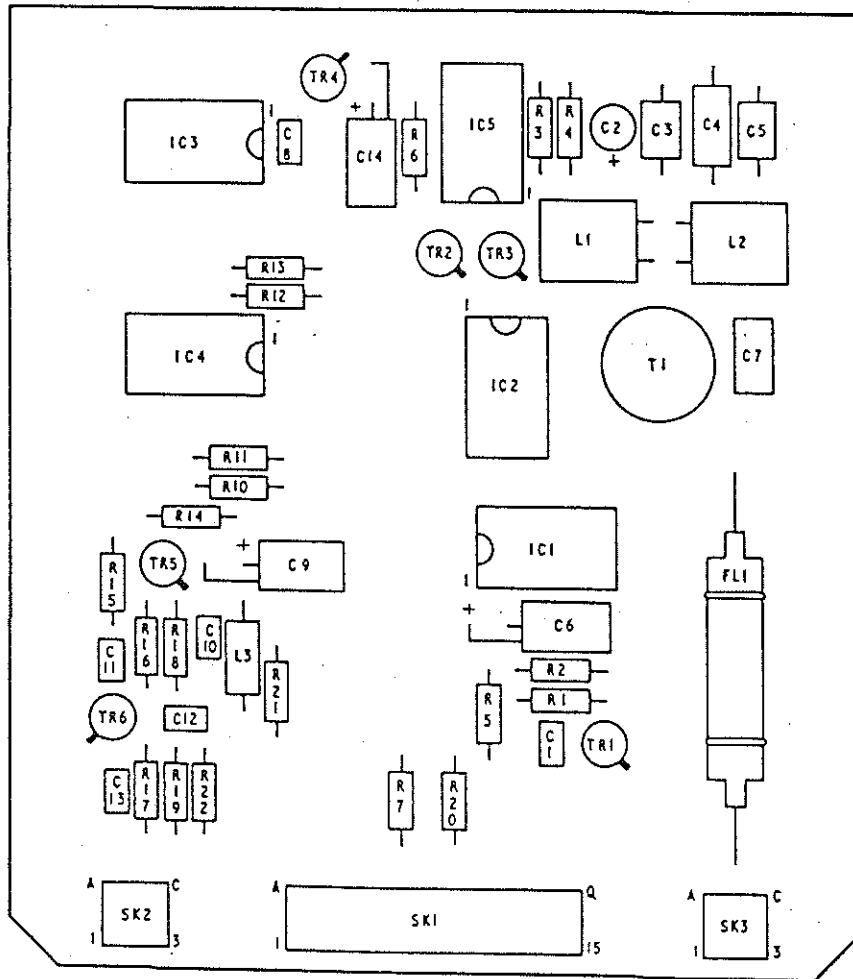 TR4
IC3
1
C8
+
C14
R6
IC5
1
R3
R4
C2
+
C3
C4
C5
TR2
TR3
L1
L2
R13
R12
IC4
1
1
IC2
T1
C7
R11
R10
R14
R15
TR5
+
C9
IC1
1
FL1
R16
R18
C10
L3
C11
R21
+
C6
R2
R1
R5
C1
TR1
TR6
C12
C13
R17
R19
R22
R7
R20
A
C
SK2
1
3
A
Q
SK1
1
15
A
C
SK3
1
3